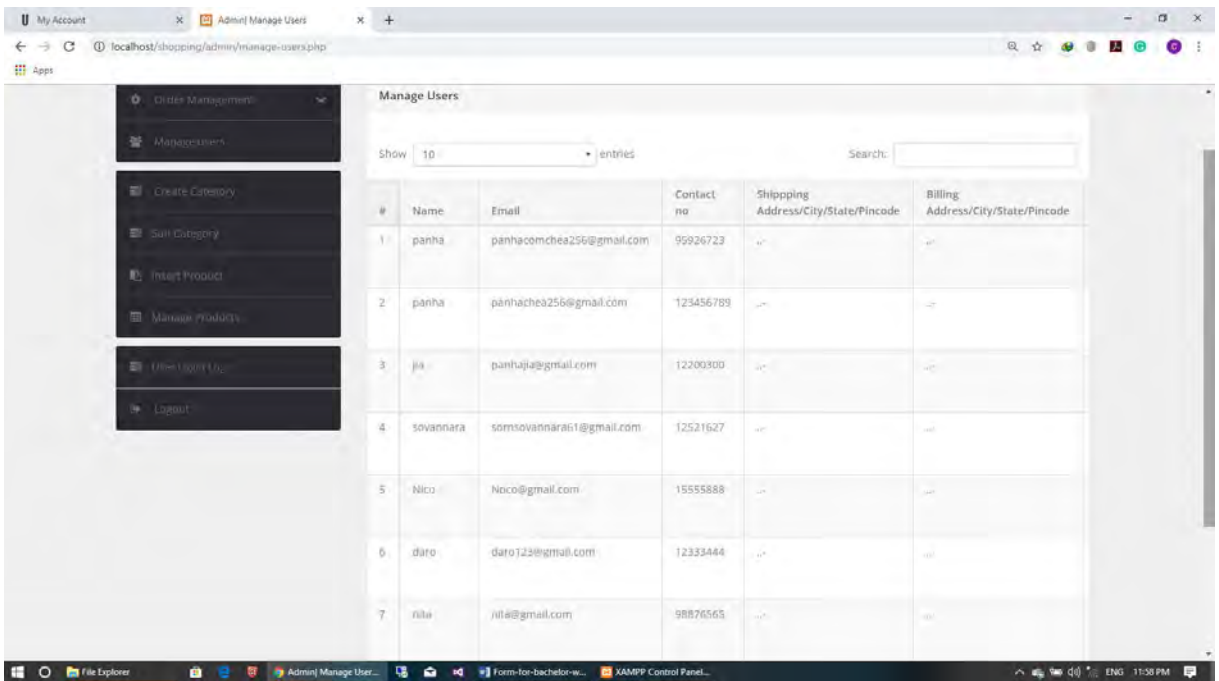 My Account
Admin| Manage Users
localhost/shopping/admin/manage-users.php
Apps
Order Management
Manage users
Create Category
Sub Category
Insert Product
Manage Products
User Login Log
Logout
Manage Users
Show 10 entries
Search:
# Name Email Contact no Shippping Address/City/State/Pincode Billing Address/City/State/Pincode
1 panha panhacomchea256@gmail.com 95926723 ,,- ,,-
2 panha panhachea256@gmail.com 123456789 ,,- ,,-
3 jia panhajia@gmail.com 12200300 ,,- ,,-
4 sovannara somsovannara61@gmail.com 12521627 ,,- ,,-
5 Nico Noco@gmail.com 15555888 ,,- ,,-
6 daro daro123@gmail.com 12333444 ,,- ,,-
7 nita nita@gmail.com 98876565 ,,- ,,-
File Explorer
Admin| Manage User...
Form-for-bachelor-w...
XAMPP Control Panel...
ENG 11:58 PM